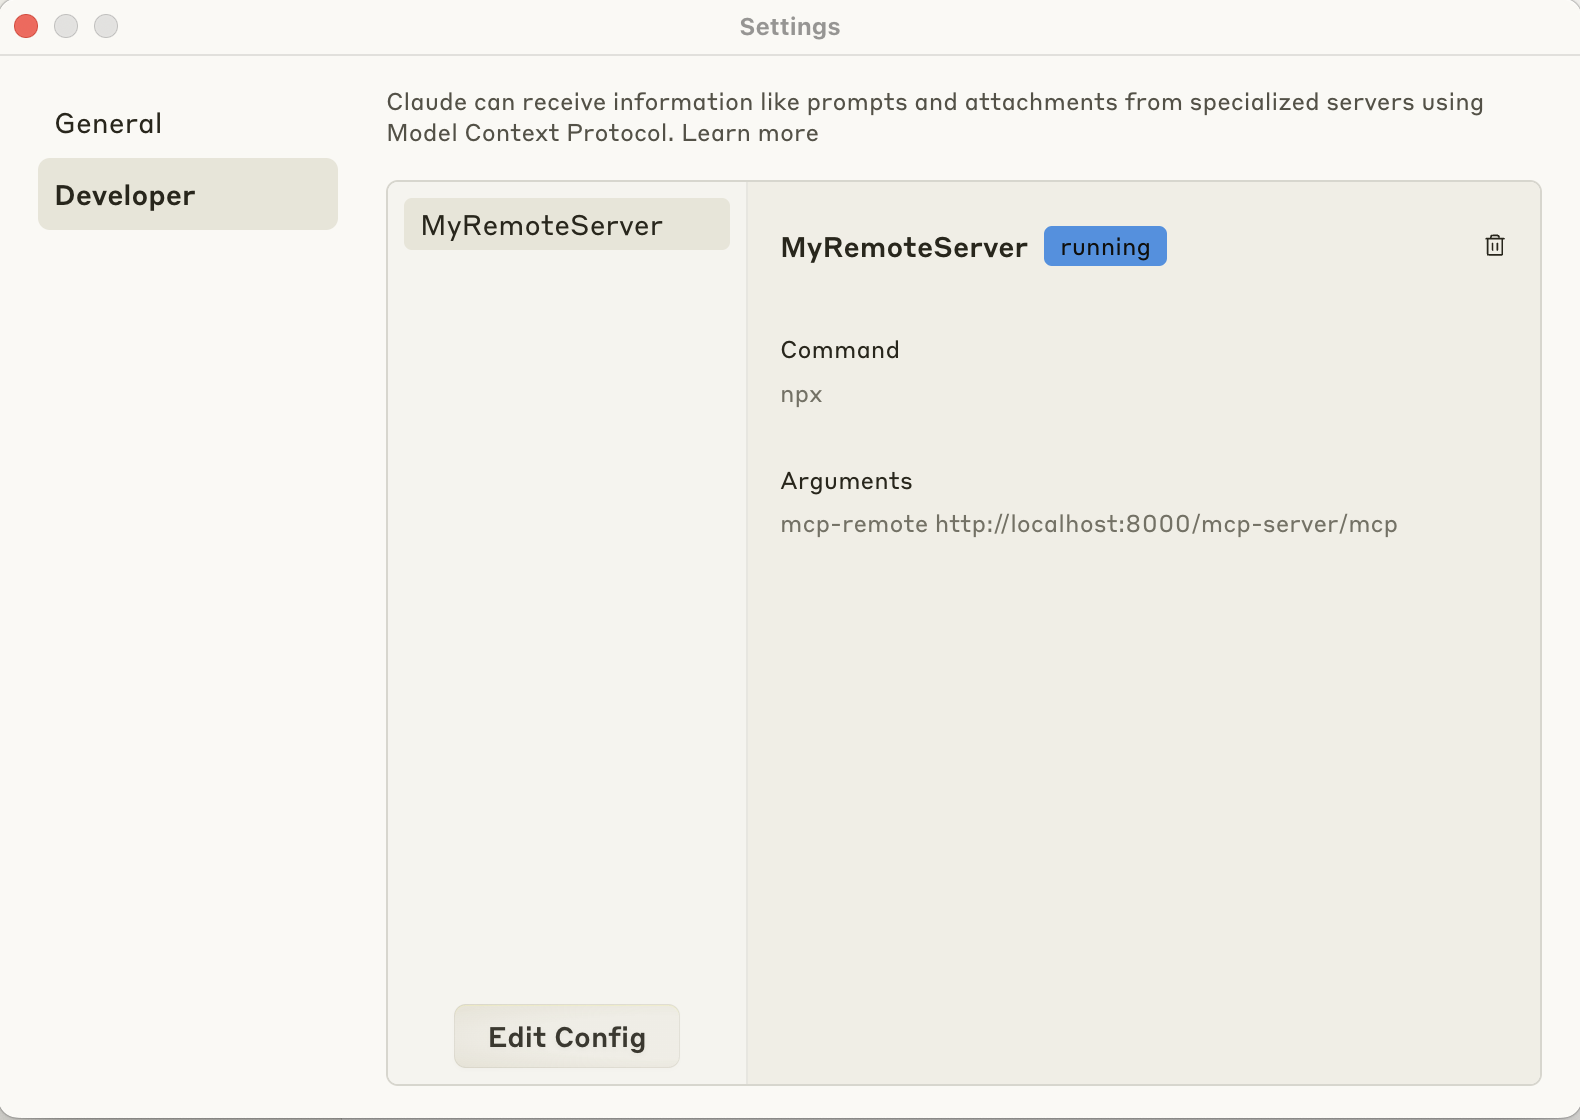 Settings
General
Developer
Claude can receive information like prompts and attachments from specialized servers using
Model Context Protocol. Learn more
MyRemoteServer
MyRemoteServer running
Command
npx
Arguments
mcp-remote http://localhost:8000/mcp-server/mcp
Edit Config